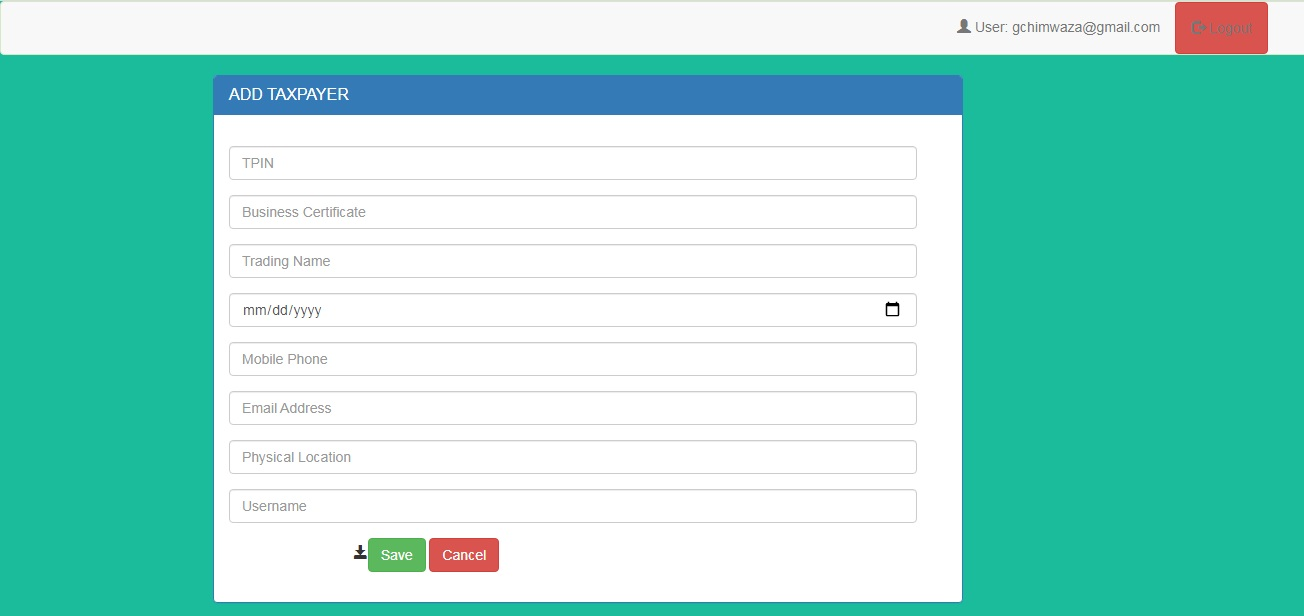 User: gchimwaza@gmail.com Logout
ADD TAXPAYER
TPIN
Business Certificate
Trading Name
mm/dd/yyyy
Mobile Phone
Email Address
Physical Location
Username
Save Cancel